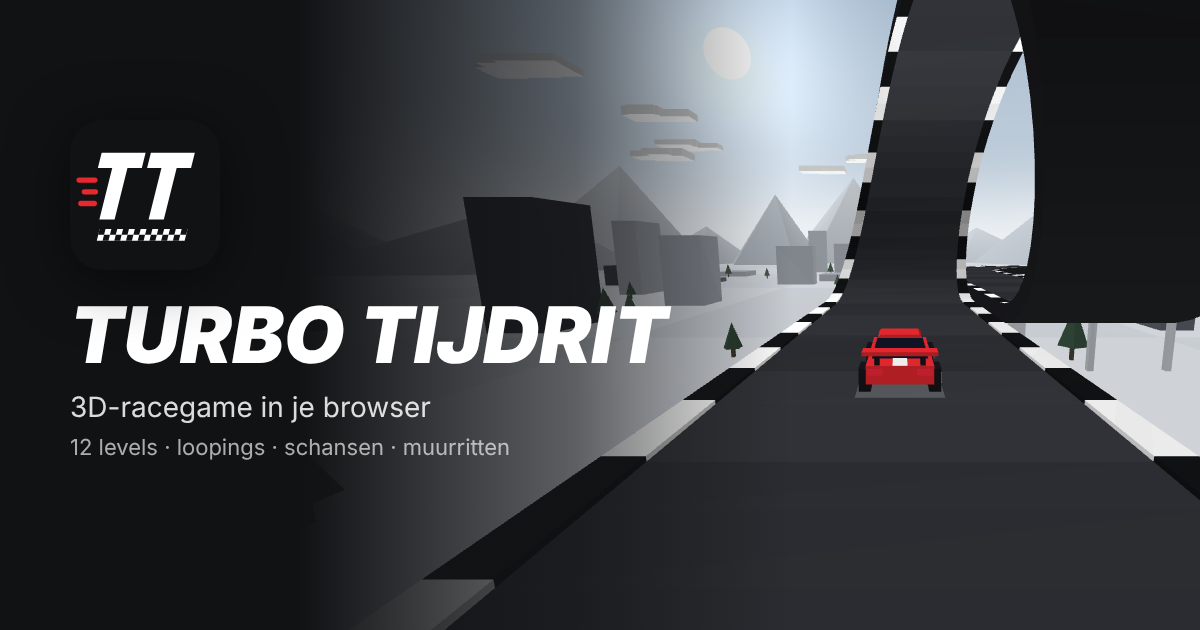 TT
TURBO TIJDRIT
3D-racegame in je browser
12 levels · loopings · schansen · muurritten